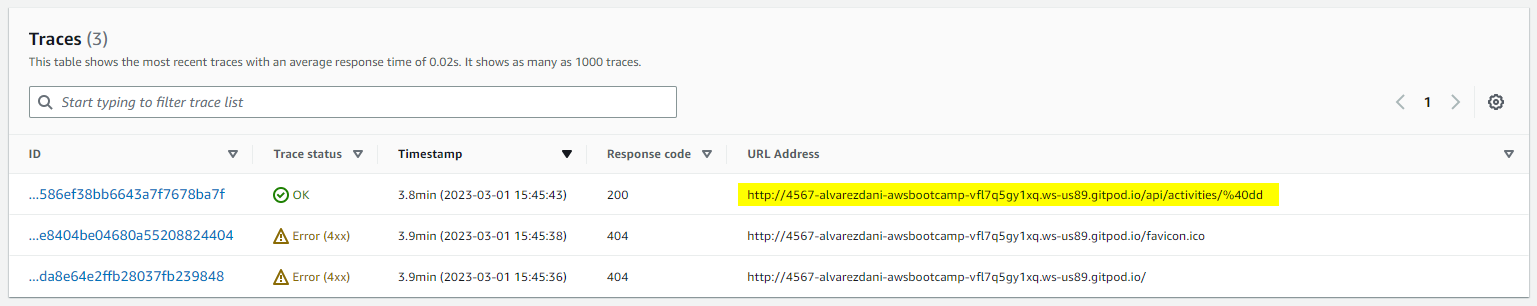 Traces (3)
This table shows the most recent traces with an average response time of 0.02s. It shows as many as 1000 traces.
Start typing to filter trace list
1
ID Trace status Timestamp Response code URL Address
...586ef38bb6643a7f7678ba7f OK 3.8min (2023-03-01 15:45:43) 200 http://4567-alvarezdani-awsbootcamp-vfl7q5gy1xq.ws-us89.gitpod.io/api/activities/%40dd
...e8404be04680a55208824404 Error (4xx) 3.9min (2023-03-01 15:45:38) 404 http://4567-alvarezdani-awsbootcamp-vfl7q5gy1xq.ws-us89.gitpod.io/favicon.ico
...da8e64e2ffb28037fb239848 Error (4xx) 3.9min (2023-03-01 15:45:36) 404 http://4567-alvarezdani-awsbootcamp-vfl7q5gy1xq.ws-us89.gitpod.io/